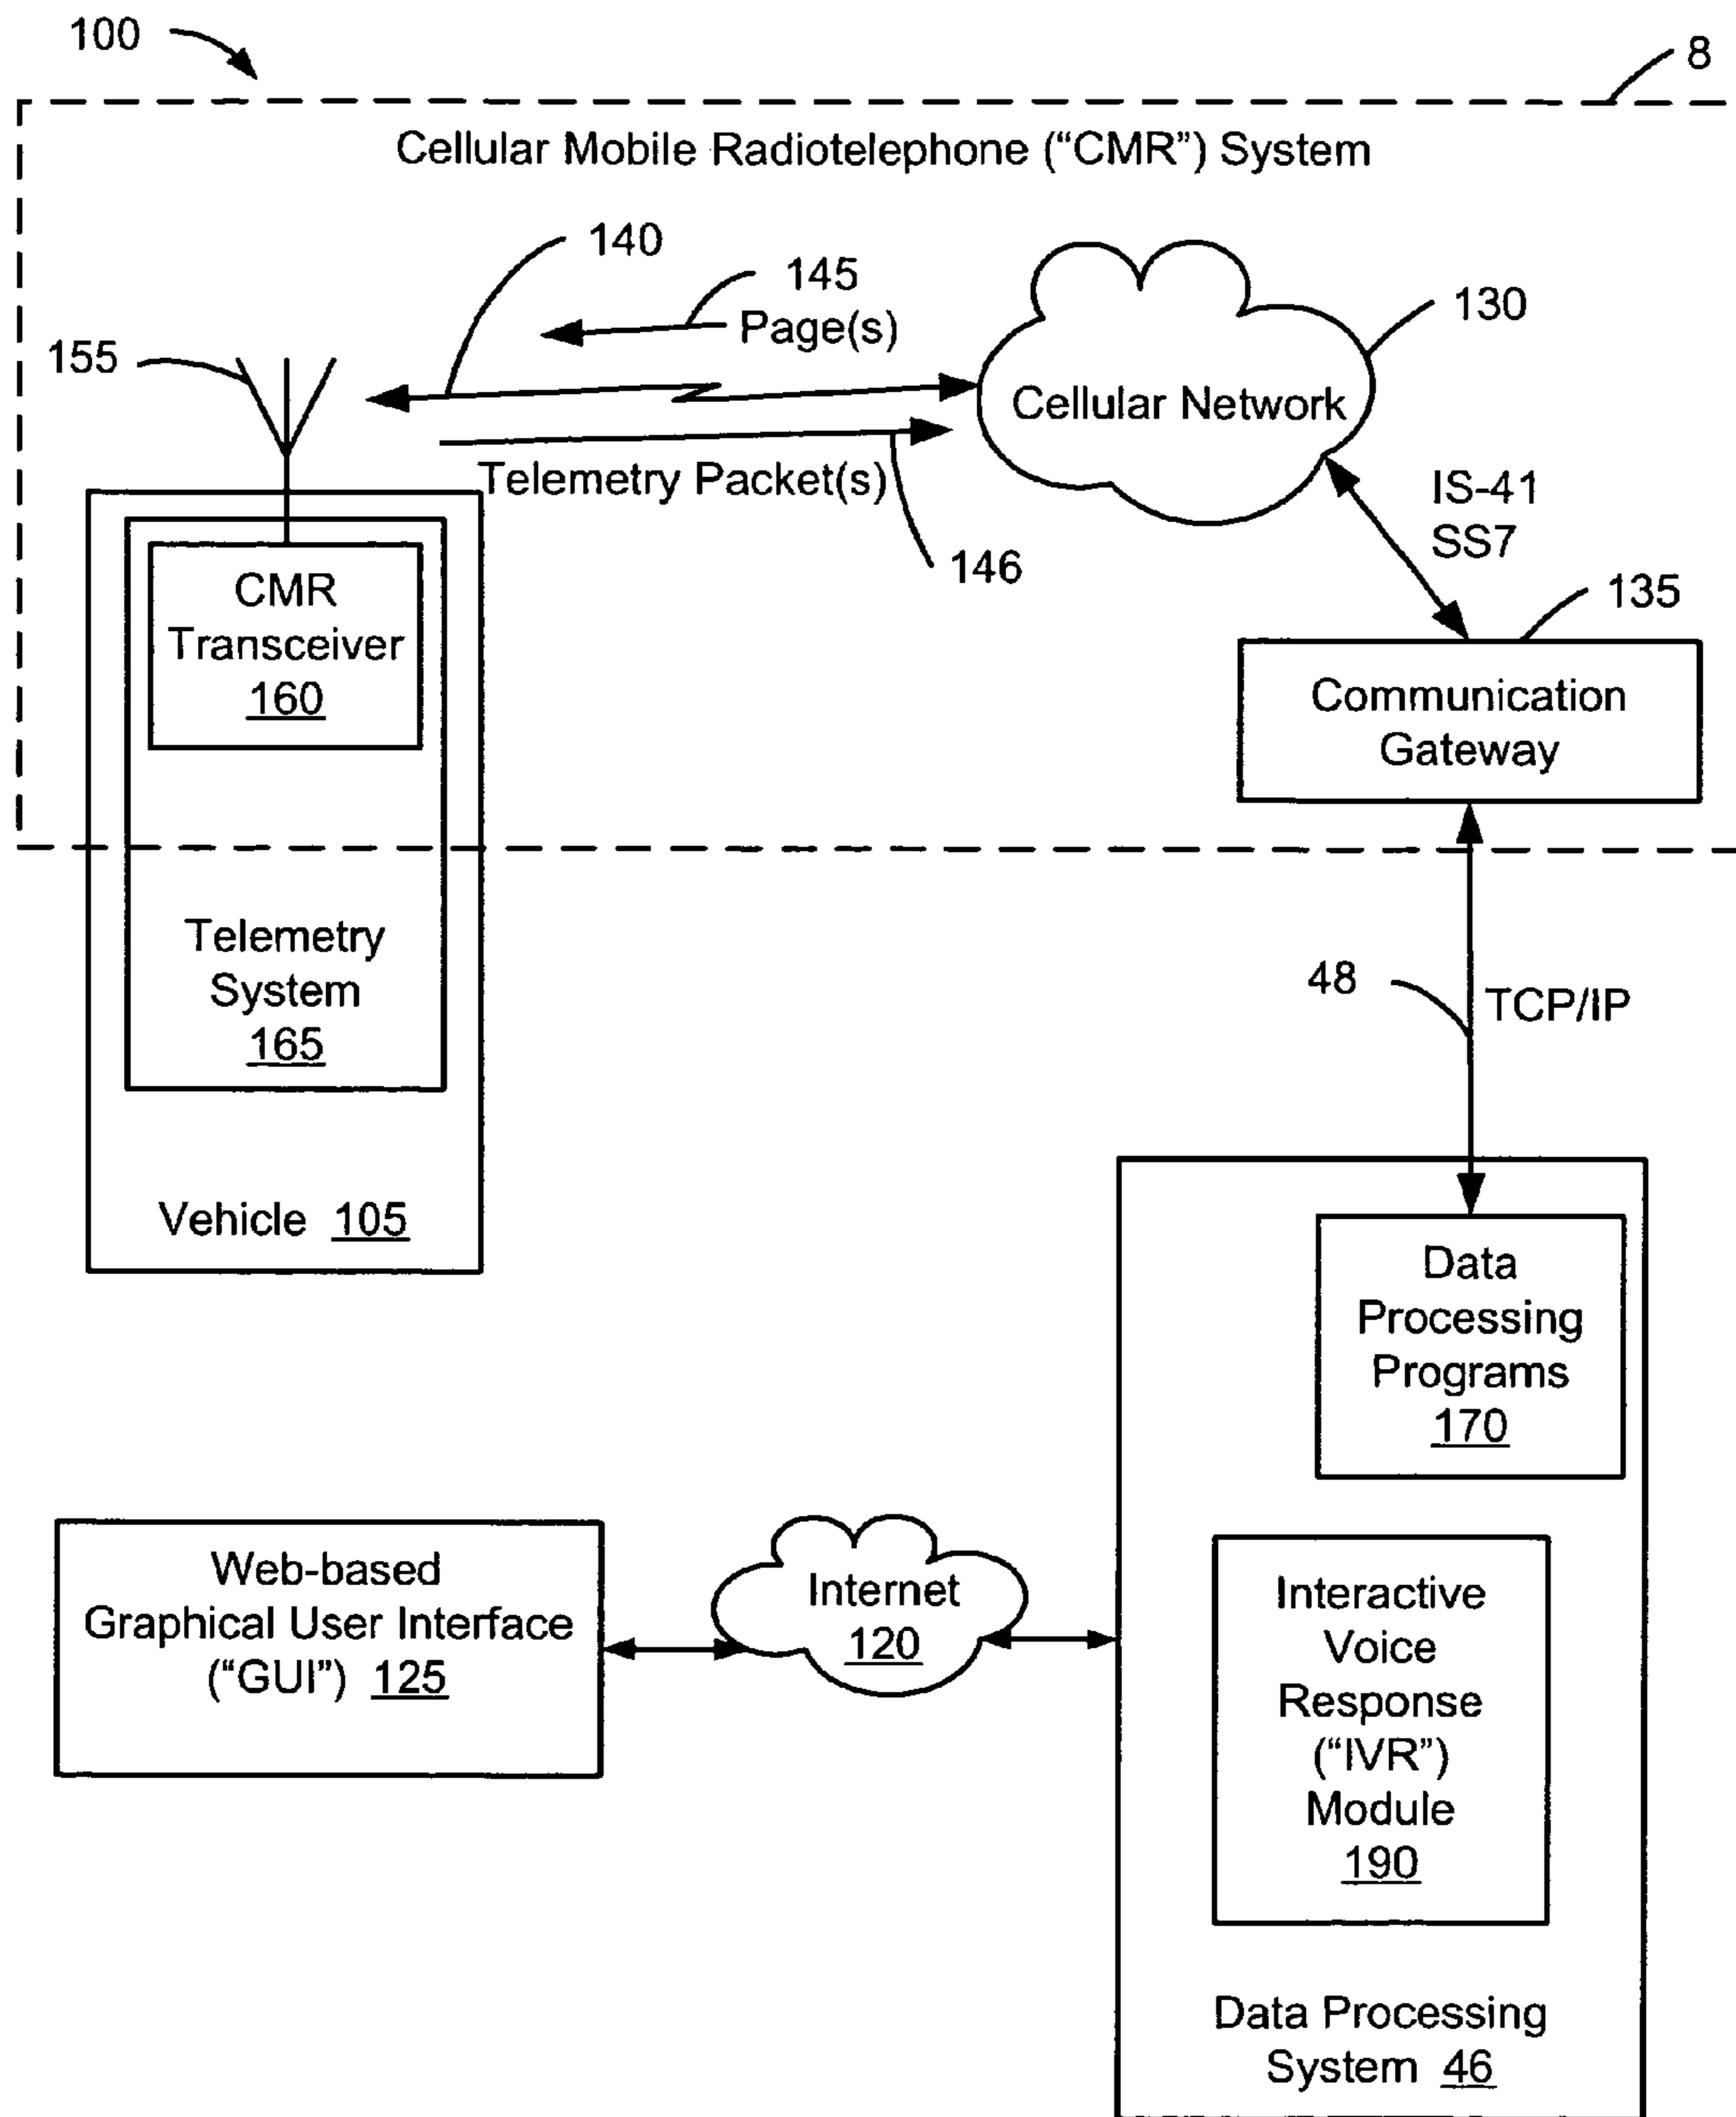 100
8
Cellular Mobile Radiotelephone (“CMR”) System
140
145
Page(s)
130
155
Cellular Network
Telemetry Packet(s)
146
IS-41
SS7
135
CMR
Transceiver
160
Communication
Gateway
Telemetry
System
165
48
TCP/IP
Vehicle 105
Data
Processing
Programs
170
Web-based
Graphical User Interface
(“GUI”) 125
Internet
120
Interactive
Voice
Response
(“IVR”)
Module
190
Data Processing
System 46